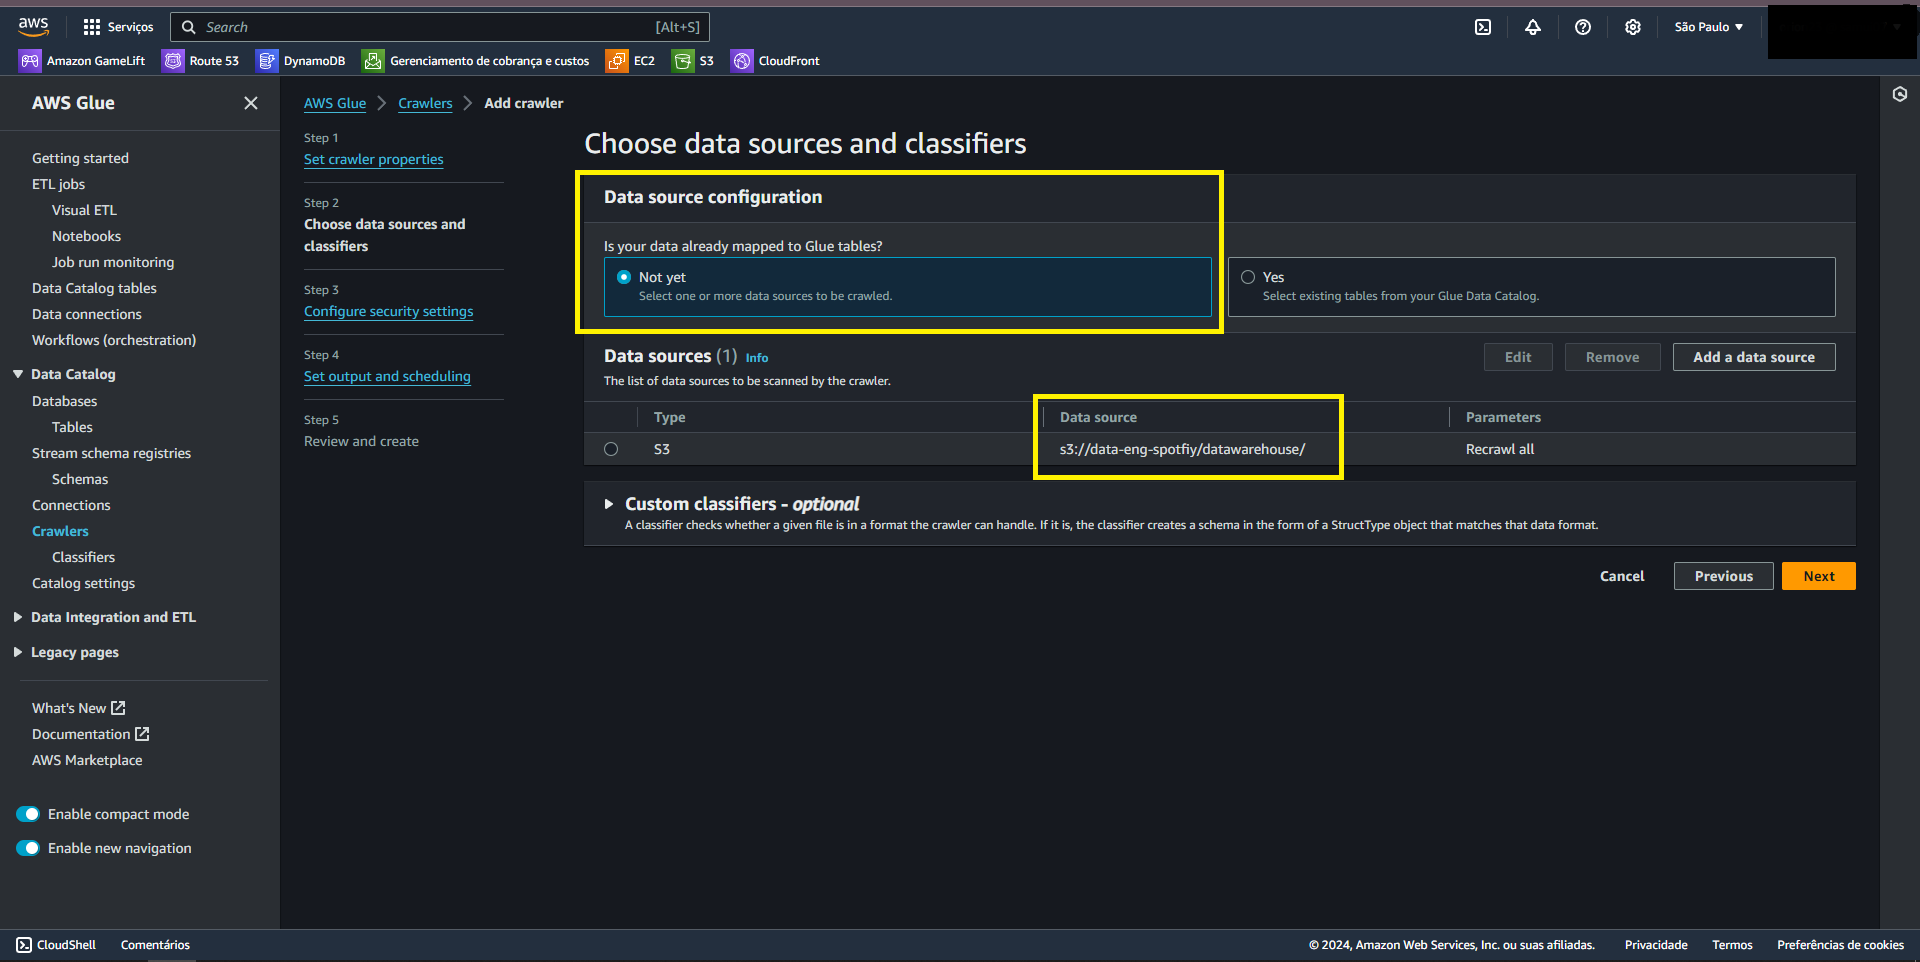 aws
Serviços
Search
[Alt+S]
São Paulo
Amazon GameLift
Route 53
DynamoDB
Gerenciamento de cobrança e custos
EC2
S3
CloudFront
AWS Glue
Getting started
ETL jobs
Visual ETL
Notebooks
Job run monitoring
Data Catalog tables
Data connections
Workflows (orchestration)
Data Catalog
Databases
Tables
Stream schema registries
Schemas
Connections
Crawlers
Classifiers
Catalog settings
Data Integration and ETL
Legacy pages
What's New
Documentation
AWS Marketplace
Enable compact mode
Enable new navigation
AWS Glue
Crawlers
Add crawler
Step 1
Set crawler properties
Step 2
Choose data sources and
classifiers
Step 3
Configure security settings
Step 4
Set output and scheduling
Step 5
Review and create
Choose data sources and classifiers
Data source configuration
Is your data already mapped to Glue tables?
Not yet
Select one or more data sources to be crawled.
Yes
Select existing tables from your Glue Data Catalog.
Data sources (1) Info
The list of data sources to be scanned by the crawler.
Edit
Remove
Add a data source
Type
Data source
Parameters
S3
s3://data-eng-spotfiy/datawarehouse/
Recrawl all
Custom classifiers - optional
A classifier checks whether a given file is in a format the crawler can handle. If it is, the classifier creates a schema in the form of a StructType object that matches that data format.
Cancel
Previous
Next
CloudShell
Comentários
© 2024, Amazon Web Services, Inc. ou suas afiliadas.
Privacidade
Termos
Preferências de cookies